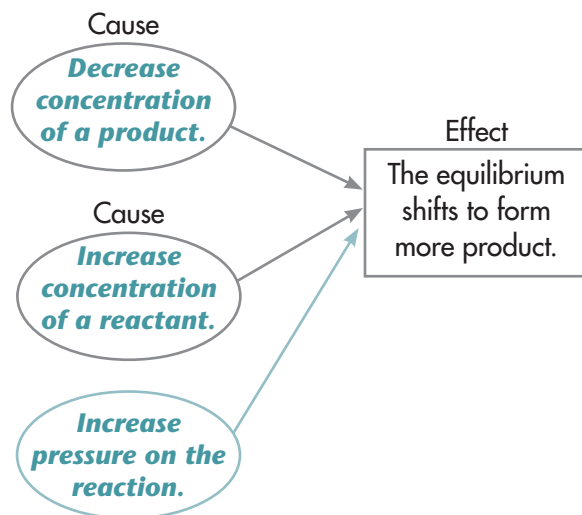 Cause
Decrease
concentration
of a product.
Effect
The equilibrium
shifts to form
more product.
Cause
Increase
concentration
of a reactant.
Increase
pressure on the
reaction.